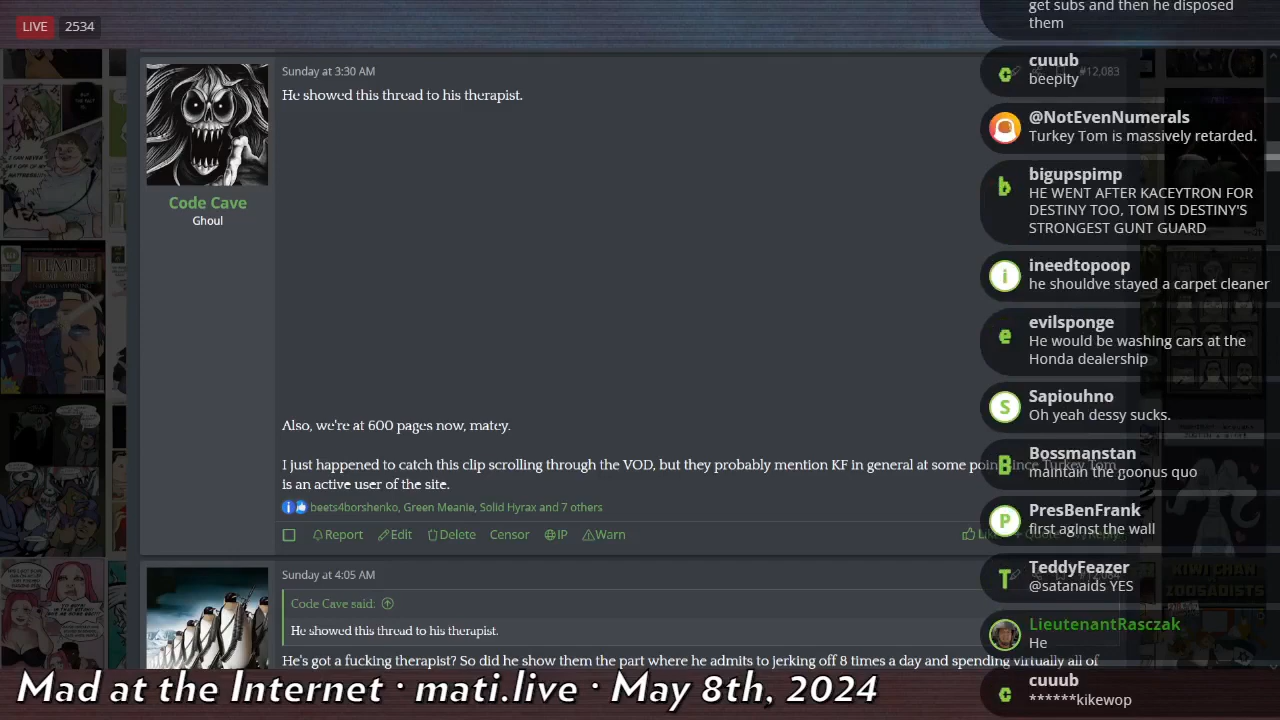 LIVE 2534
Sunday at 3:30 AM
#12,083
He showed this thread to his therapist.
Code Cave
Ghoul
Also, we're at 600 pages now, matey.
I just happened to catch this clip scrolling through the VOD, but they probably mention KF in general at some point since Turkey Tom
is an active user of the site.
beets4borshenko, Green Meanie, Solid Hyrax and 7 others
Report Edit Delete Censor IP Warn
Sunday at 4:05 AM
Code Cave said:
He showed this thread to his therapist.
He's got a fucking therapist? So did he show them the part where he admits to jerking off 8 times a day and spending virtually all of
get subs and then he disposed
them
cuuub
beeplty
@NotEvenNumerals
Turkey Tom is massively retarded.
bigupspimp
HE WENT AFTER KACEYTRON FOR
DESTINY TOO, TOM IS DESTINY'S
STRONGEST GUNT GUARD
ineedtopoop
he shouldve stayed a carpet cleaner
evilsponge
He would be washing cars at the
Honda dealership
Sapiouhno
Oh yeah dessy sucks.
Bossmanstan
maintain the goonus quo
PresBenFrank
first aginst the wall
TeddyFeazer
@satanaids YES
LieutenantRasczak
He
cuuub
******kikewop
Mad at the Internet · mati.live · May 8th, 2024